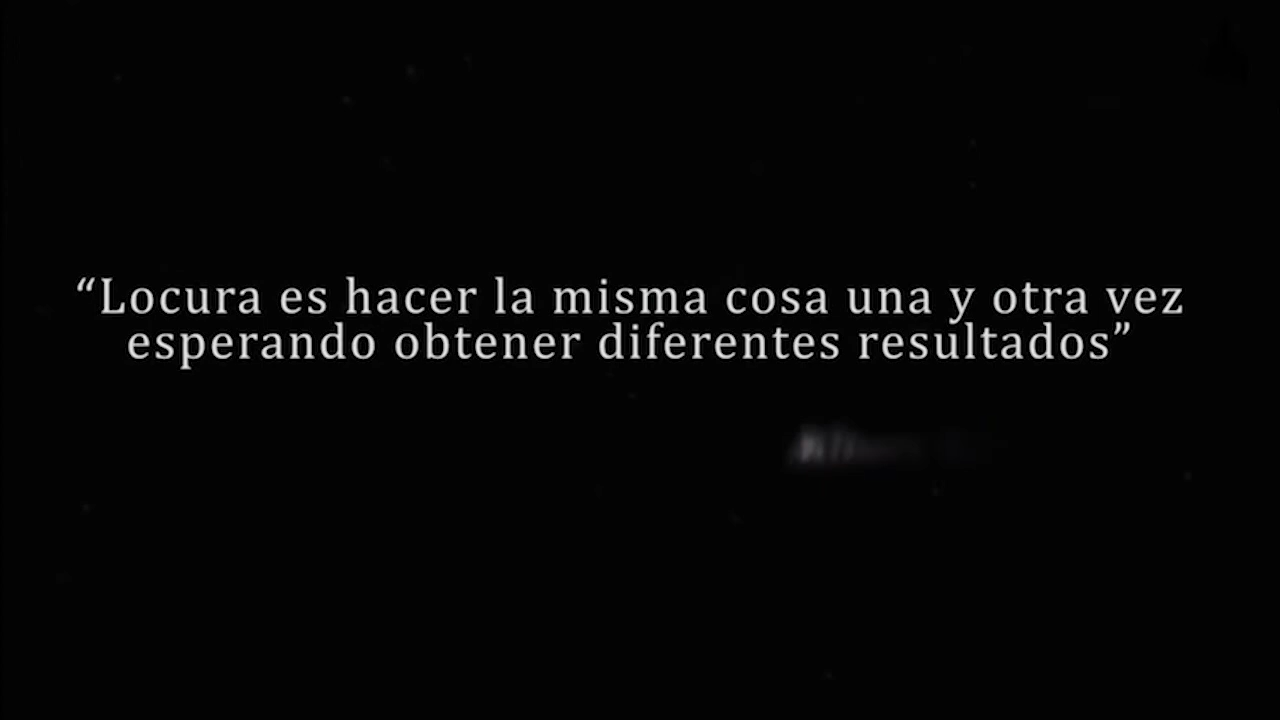 “Locura es hacer la misma cosa una y otra vez
esperando obtener diferentes resultados”